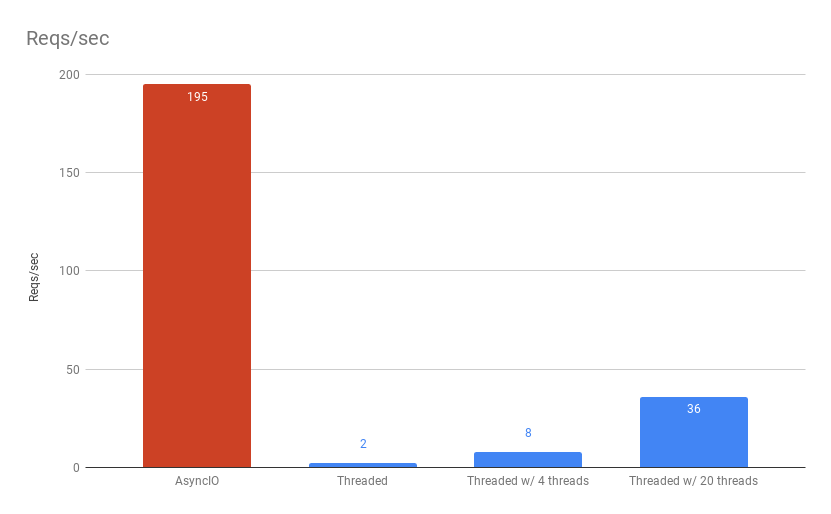 Reqs/sec
200
195
150
100
Reqs/sec
50
36
8
2
0
AsyncIO
Threaded
Threaded w/ 4 threads
Threaded w/ 20 threads